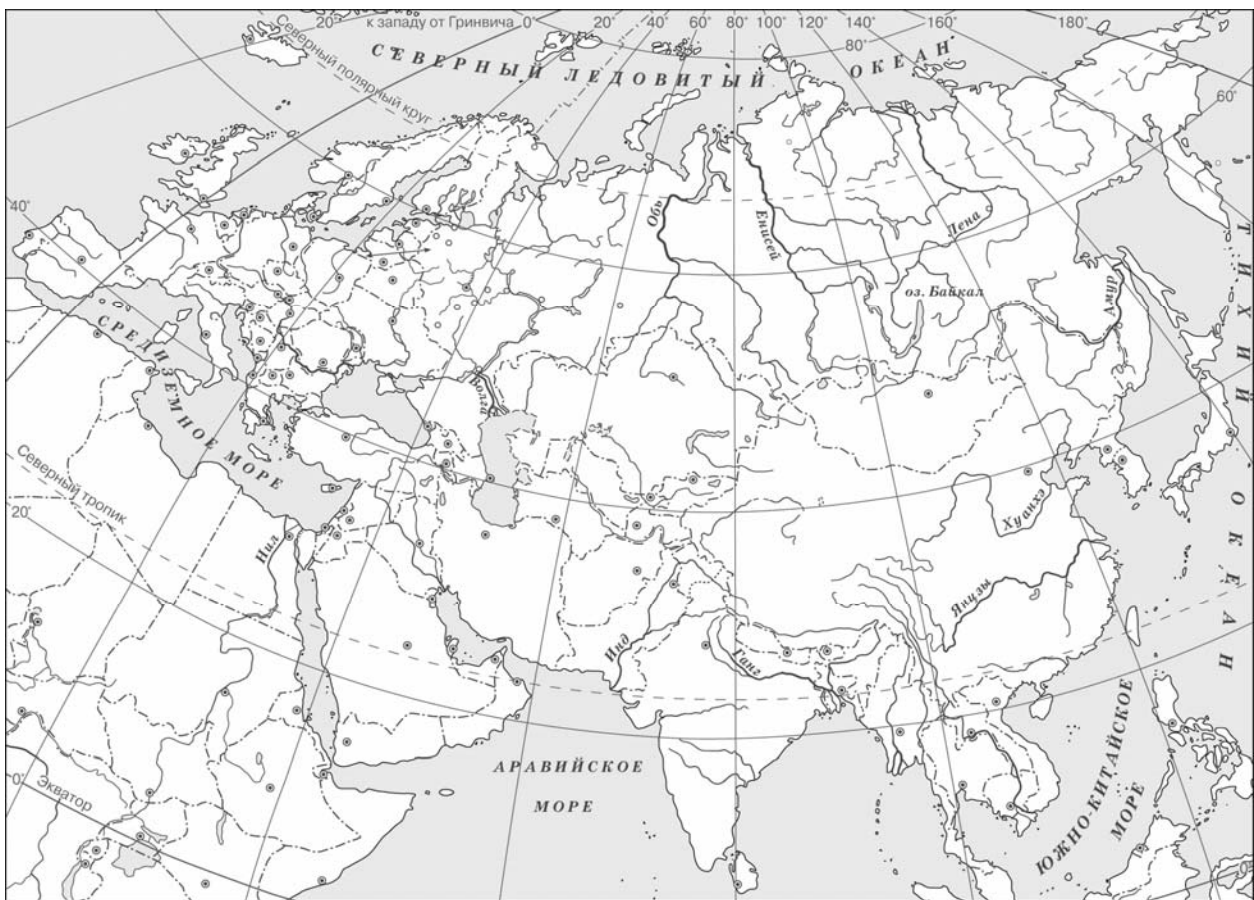 20° к западу от Гринвича 0° 20° 40° 60° 80° 100° 120° 140° 160° 180°
80°
60°
40°
20°
0°
0°
Северный полярный круг
СЕВЕРНЫЙ ЛЕДОВИТЫЙ ОКЕАН
Обь
Енисей
Лена
оз. Байкал
Амур
ТИХИЙ ОКЕАН
СРЕДИЗЕМНОЕ МОРЕ
Волга
Северный тропик
Нил
Хуанхэ
Янцзы
Инд
Ганг
АРАВИЙСКОЕ
МОРЕ
ЮЖНО-КИТАЙСКОЕ
МОРЕ
Экватор